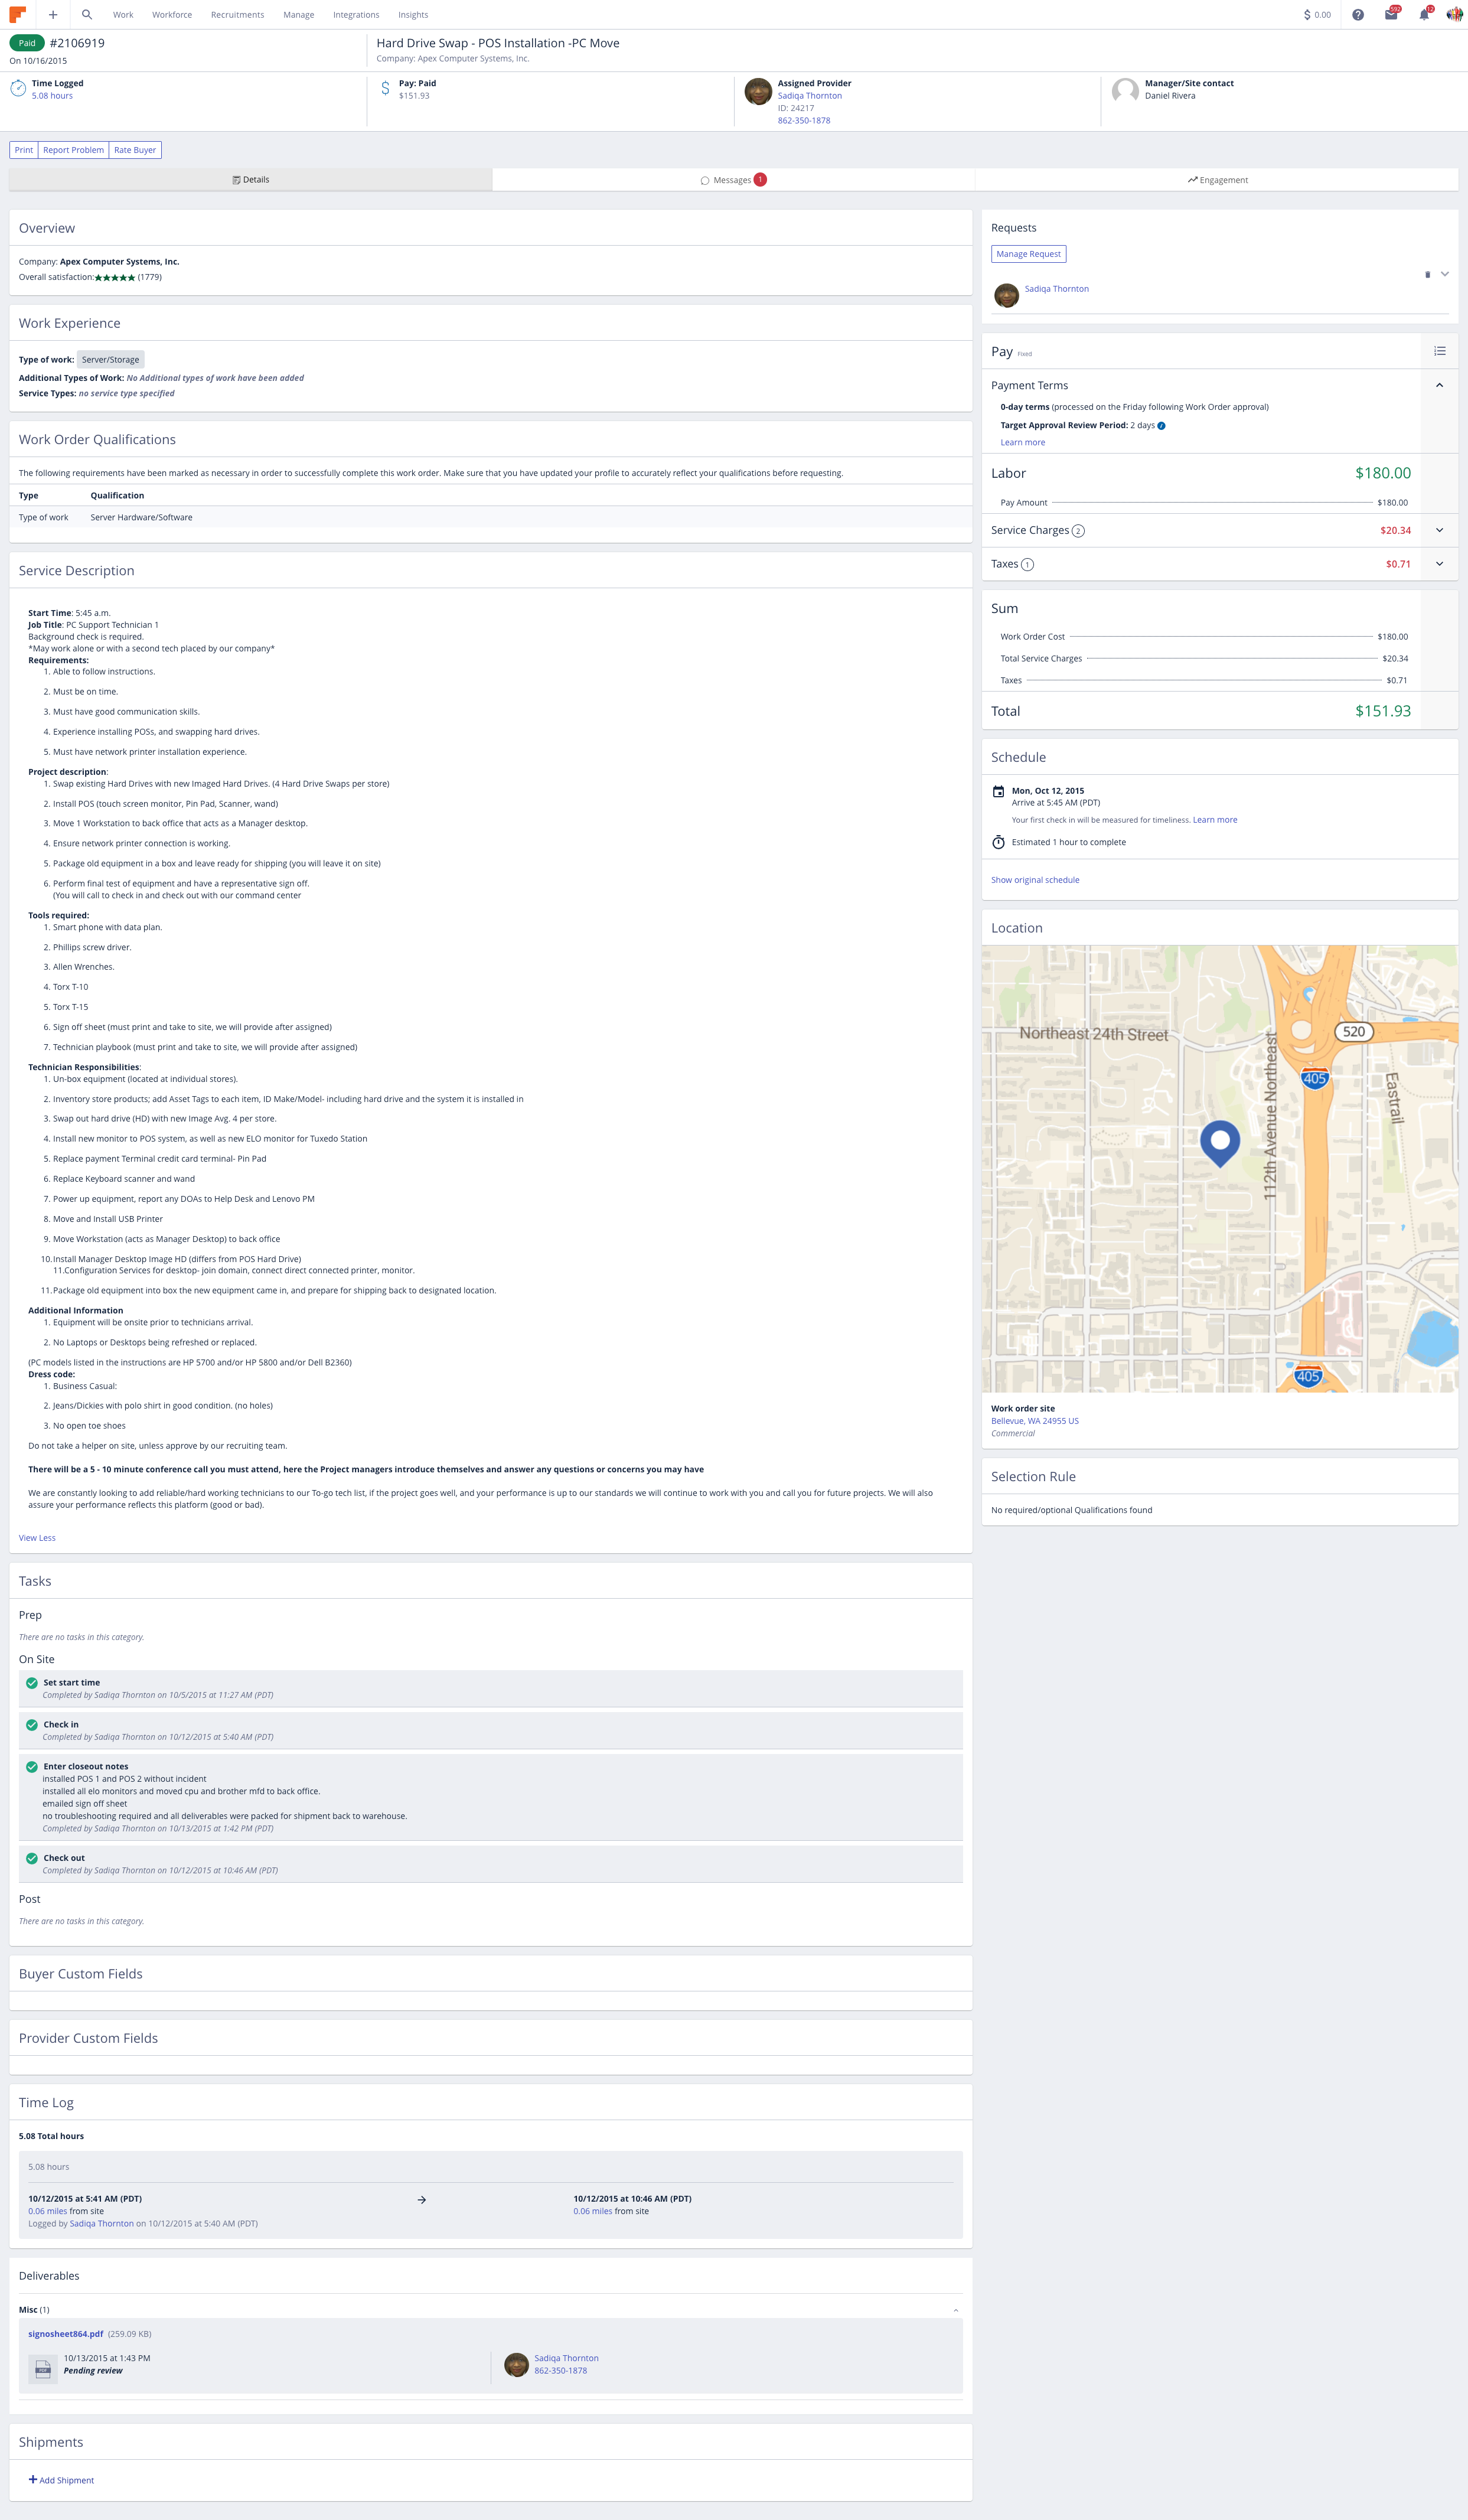 Work
Workforce
Recruitments
Manage
Integrations
Insights
$ 0.00
592
12
Paid #2106919
On 10/16/2015
Hard Drive Swap - POS Installation -PC Move
Company: Apex Computer Systems, Inc.
Time Logged
5.08 hours
Pay: Paid
$151.93
Assigned Provider
Sadiqa Thornton
ID: 24217
862-350-1878
Manager/Site contact
Daniel Rivera
Print
Report Problem
Rate Buyer
Details
Messages 1
Engagement
Overview
Company: Apex Computer Systems, Inc.
Overall satisfaction:★★★★★ (1779)
Work Experience
Type of work: Server/Storage
Additional Types of Work: No Additional types of work have been added
Service Types: no service type specified
Work Order Qualifications
The following requirements have been marked as necessary in order to successfully complete this work order. Make sure that you have updated your profile to accurately reflect your qualifications before requesting.
Type Qualification
Type of work Server Hardware/Software
Service Description
Start Time: 5:45 a.m.
Job Title: PC Support Technician 1
Background check is required.
*May work alone or with a second tech placed by our company*
Requirements:
1. Able to follow instructions.
2. Must be on time.
3. Must have good communication skills.
4. Experience installing POSs, and swapping hard drives.
5. Must have network printer installation experience.
Project description:
1. Swap existing Hard Drives with new Imaged Hard Drives. (4 Hard Drive Swaps per store)
2. Install POS (touch screen monitor, Pin Pad, Scanner, wand)
3. Move 1 Workstation to back office that acts as a Manager desktop.
4. Ensure network printer connection is working.
5. Package old equipment in a box and leave ready for shipping (you will leave it on site)
6. Perform final test of equipment and have a representative sign off.
(You will call to check in and check out with our command center
Tools required:
1. Smart phone with data plan.
2. Phillips screw driver.
3. Allen Wrenches.
4. Torx T-10
5. Torx T-15
6. Sign off sheet (must print and take to site, we will provide after assigned)
7. Technician playbook (must print and take to site, we will provide after assigned)
Technician Responsibilities:
1. Un-box equipment (located at individual stores).
2. Inventory store products; add Asset Tags to each item, ID Make/Model- including hard drive and the system it is installed in
3. Swap out hard drive (HD) with new Image Avg. 4 per store.
4. Install new monitor to POS system, as well as new ELO monitor for Tuxedo Station
5. Replace payment Terminal credit card terminal- Pin Pad
6. Replace Keyboard scanner and wand
7. Power up equipment, report any DOAs to Help Desk and Lenovo PM
8. Move and Install USB Printer
9. Move Workstation (acts as Manager Desktop) to back office
10. Install Manager Desktop Image HD (differs from POS Hard Drive)
11.Configuration Services for desktop- join domain, connect direct connected printer, monitor.
11. Package old equipment into box the new equipment came in, and prepare for shipping back to designated location.
Additional Information
1. Equipment will be onsite prior to technicians arrival.
2. No Laptops or Desktops being refreshed or replaced.
(PC models listed in the instructions are HP 5700 and/or HP 5800 and/or Dell B2360)
Dress code:
1. Business Casual:
2. Jeans/Dickies with polo shirt in good condition. (no holes)
3. No open toe shoes
Do not take a helper on site, unless approve by our recruiting team.
There will be a 5 - 10 minute conference call you must attend, here the Project managers introduce themselves and answer any questions or concerns you may have
We are constantly looking to add reliable/hard working technicians to our To-go tech list, if the project goes well, and your performance is up to our standards we will continue to work with you and call you for future projects. We will also
assure your performance reflects this platform (good or bad).
View Less
Tasks
Prep
There are no tasks in this category.
On Site
Set start time
Completed by Sadiqa Thornton on 10/5/2015 at 11:27 AM (PDT)
Check in
Completed by Sadiqa Thornton on 10/12/2015 at 5:40 AM (PDT)
Enter closeout notes
installed POS 1 and POS 2 without incident
installed all elo monitors and moved cpu and brother mfd to back office.
emailed sign off sheet
no troubleshooting required and all deliverables were packed for shipment back to warehouse.
Completed by Sadiqa Thornton on 10/13/2015 at 1:42 PM (PDT)
Check out
Completed by Sadiqa Thornton on 10/12/2015 at 10:46 AM (PDT)
Post
There are no tasks in this category.
Buyer Custom Fields
Provider Custom Fields
Time Log
5.08 Total hours
5.08 hours
10/12/2015 at 5:41 AM (PDT)
0.06 miles from site
Logged by Sadiqa Thornton on 10/12/2015 at 5:40 AM (PDT)
10/12/2015 at 10:46 AM (PDT)
0.06 miles from site
Deliverables
Misc (1)
signosheet864.pdf (259.09 KB)
10/13/2015 at 1:43 PM
Pending review
Sadiqa Thornton
862-350-1878
Shipments
Add Shipment
Requests
Manage Request
Sadiqa Thornton
Pay Fixed
Payment Terms
0-day terms (processed on the Friday following Work Order approval)
Target Approval Review Period: 2 days
Learn more
Labor $180.00
Pay Amount $180.00
Service Charges 2 $20.34
Taxes 1 $0.71
Sum
Work Order Cost $180.00
Total Service Charges $20.34
Taxes $0.71
Total $151.93
Schedule
Mon, Oct 12, 2015
Arrive at 5:45 AM (PDT)
Your first check in will be measured for timeliness. Learn more
Estimated 1 hour to complete
Show original schedule
Location
Northeast 24th Street
520
405
112th Avenue Northeast
Eastrail
405
Work order site
Bellevue, WA 24955 US
Commercial
Selection Rule
No required/optional Qualifications found